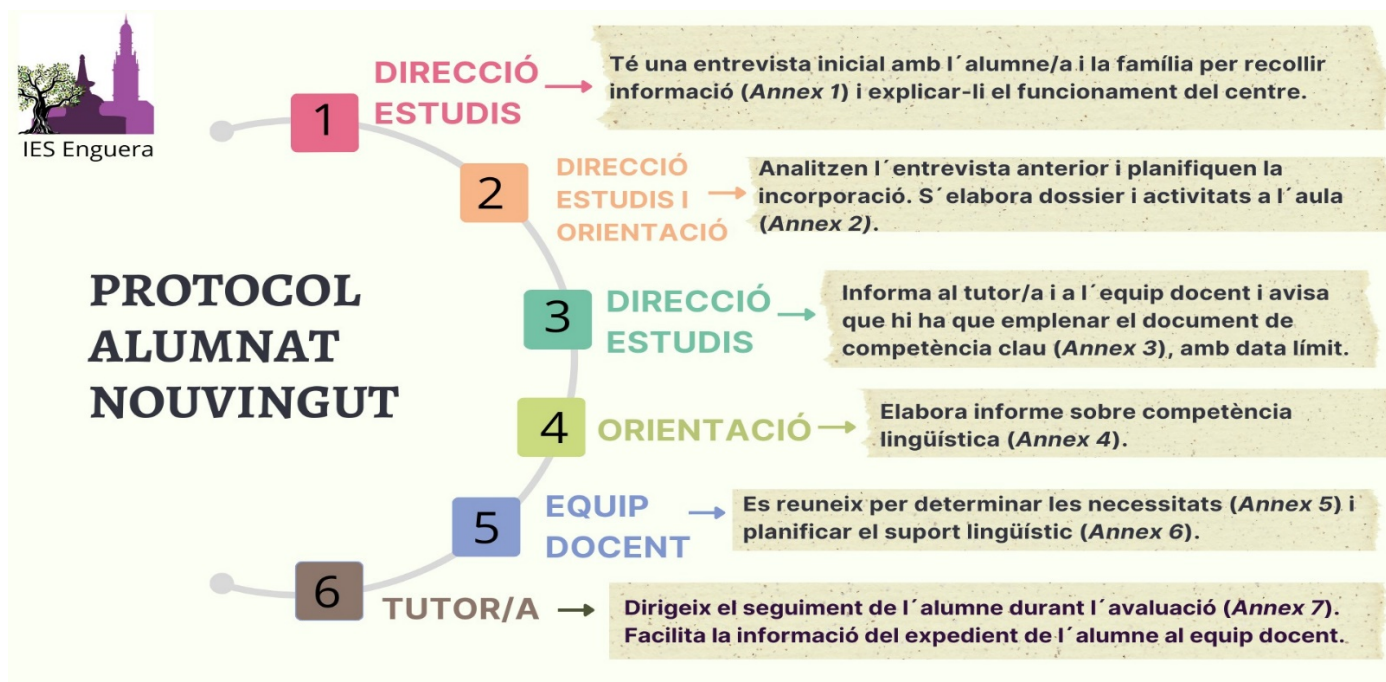 IES Enguera
PROTOCOL
ALUMNAT
NOUVINGUT
1
DIRECCIÓ
ESTUDIS
Té una entrevista inicial amb l´alumne/a i la família per recollir
informació (Annex 1) i explicar-li el funcionament del centre.
2
DIRECCIÓ
ESTUDIS I
ORIENTACIÓ
Analitzen l´entrevista anterior i planifiquen la
incorporació. S´elabora dossier i activitats a l´aula
(Annex 2).
3
DIRECCIÓ
ESTUDIS
Informa al tutor/a i a l´equip docent i avisa
que hi ha que emplenar el document de
competència clau (Annex 3), amb data límit.
4
ORIENTACIÓ
Elabora informe sobre competència
lingüística (Annex 4).
5
EQUIP
DOCENT
Es reuneix per determinar les necessitats (Annex 5) i
planificar el suport lingüístic (Annex 6).
6
TUTOR/A
Dirigeix el seguiment de l´alumne durant l´avaluació (Annex 7).
Facilita la informació del expedient de l´alumne al equip docent.